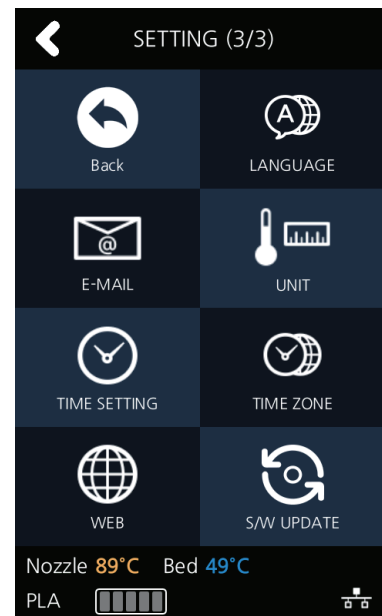 SETTING (3/3)
Back
LANGUAGE
E-MAIL
UNIT
TIME SETTING
TIME ZONE
WEB
S/W UPDATE
Nozzle 89°C Bed 49°C
PLA